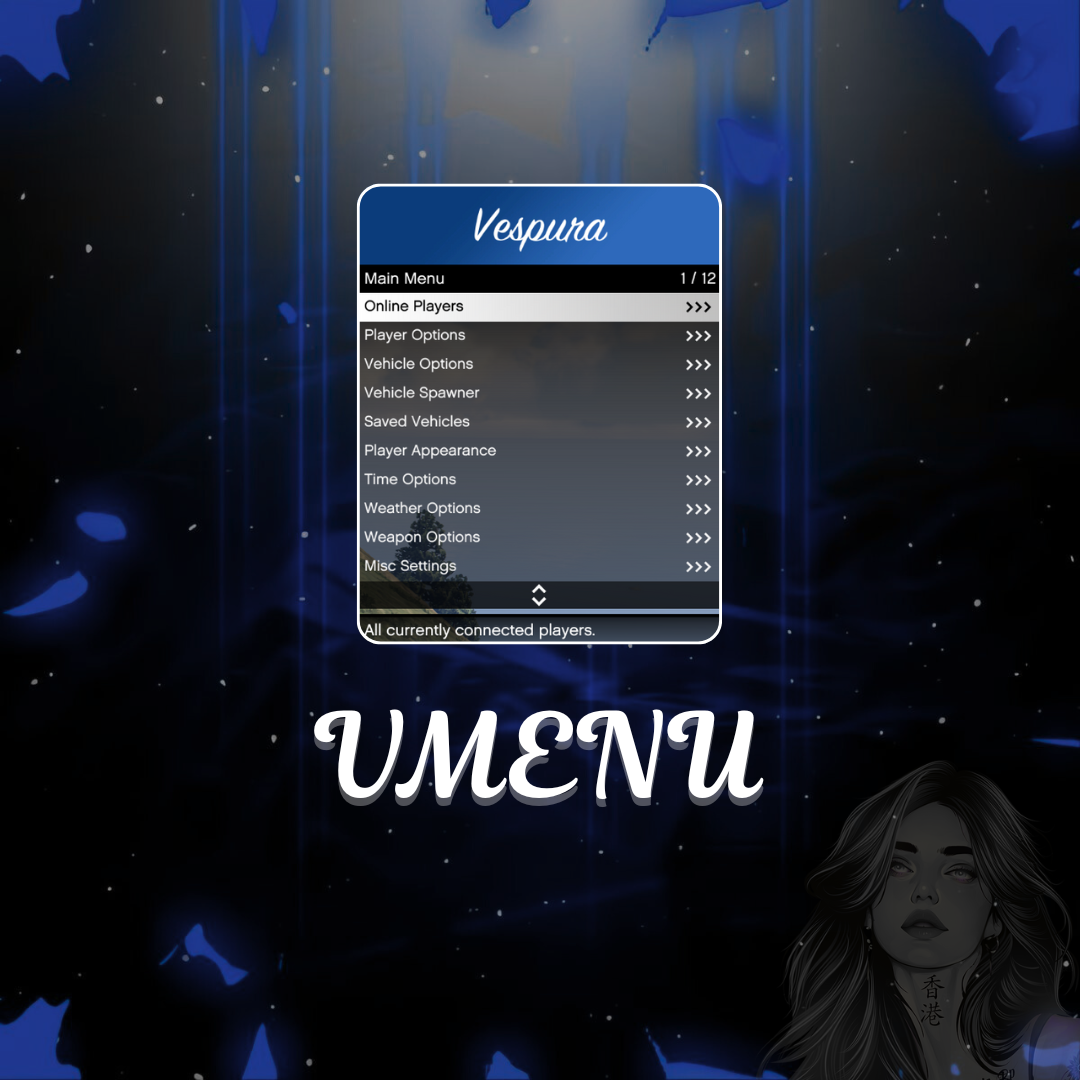 Vespura
Main Menu 1 / 12
Online Players >>>
Player Options >>>
Vehicle Options >>>
Vehicle Spawner >>>
Saved Vehicles >>>
Player Appearance >>>
Time Options >>>
Weather Options >>>
Weapon Options >>>
Misc Settings >>>
All currently connected players.
UMENU
香
港